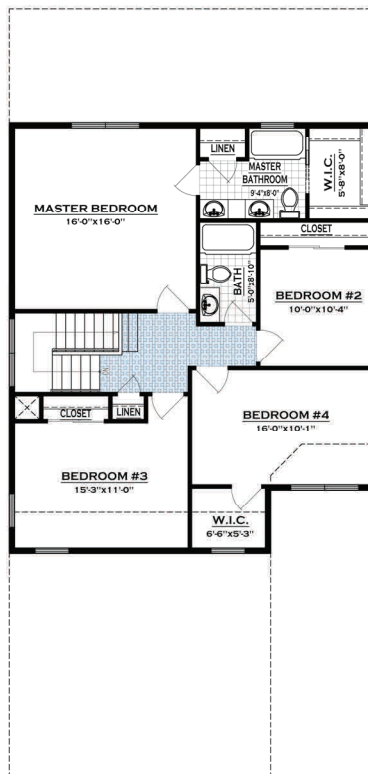 LINEN
MASTER
BATHROOM
9'-4"x8'-0"
W.I.C.
5'-8"x8'-0"
MASTER BEDROOM
16'-0"x16'-0"
CLOSET
BATH
5'-0"x8'-10"
BEDROOM #2
10'-0"x10'-4"
CLOSET
LINEN
BEDROOM #4
16'-0"x10'-1"
BEDROOM #3
15'-3"x11'-0"
W.I.C.
6'-6"x5'-3"